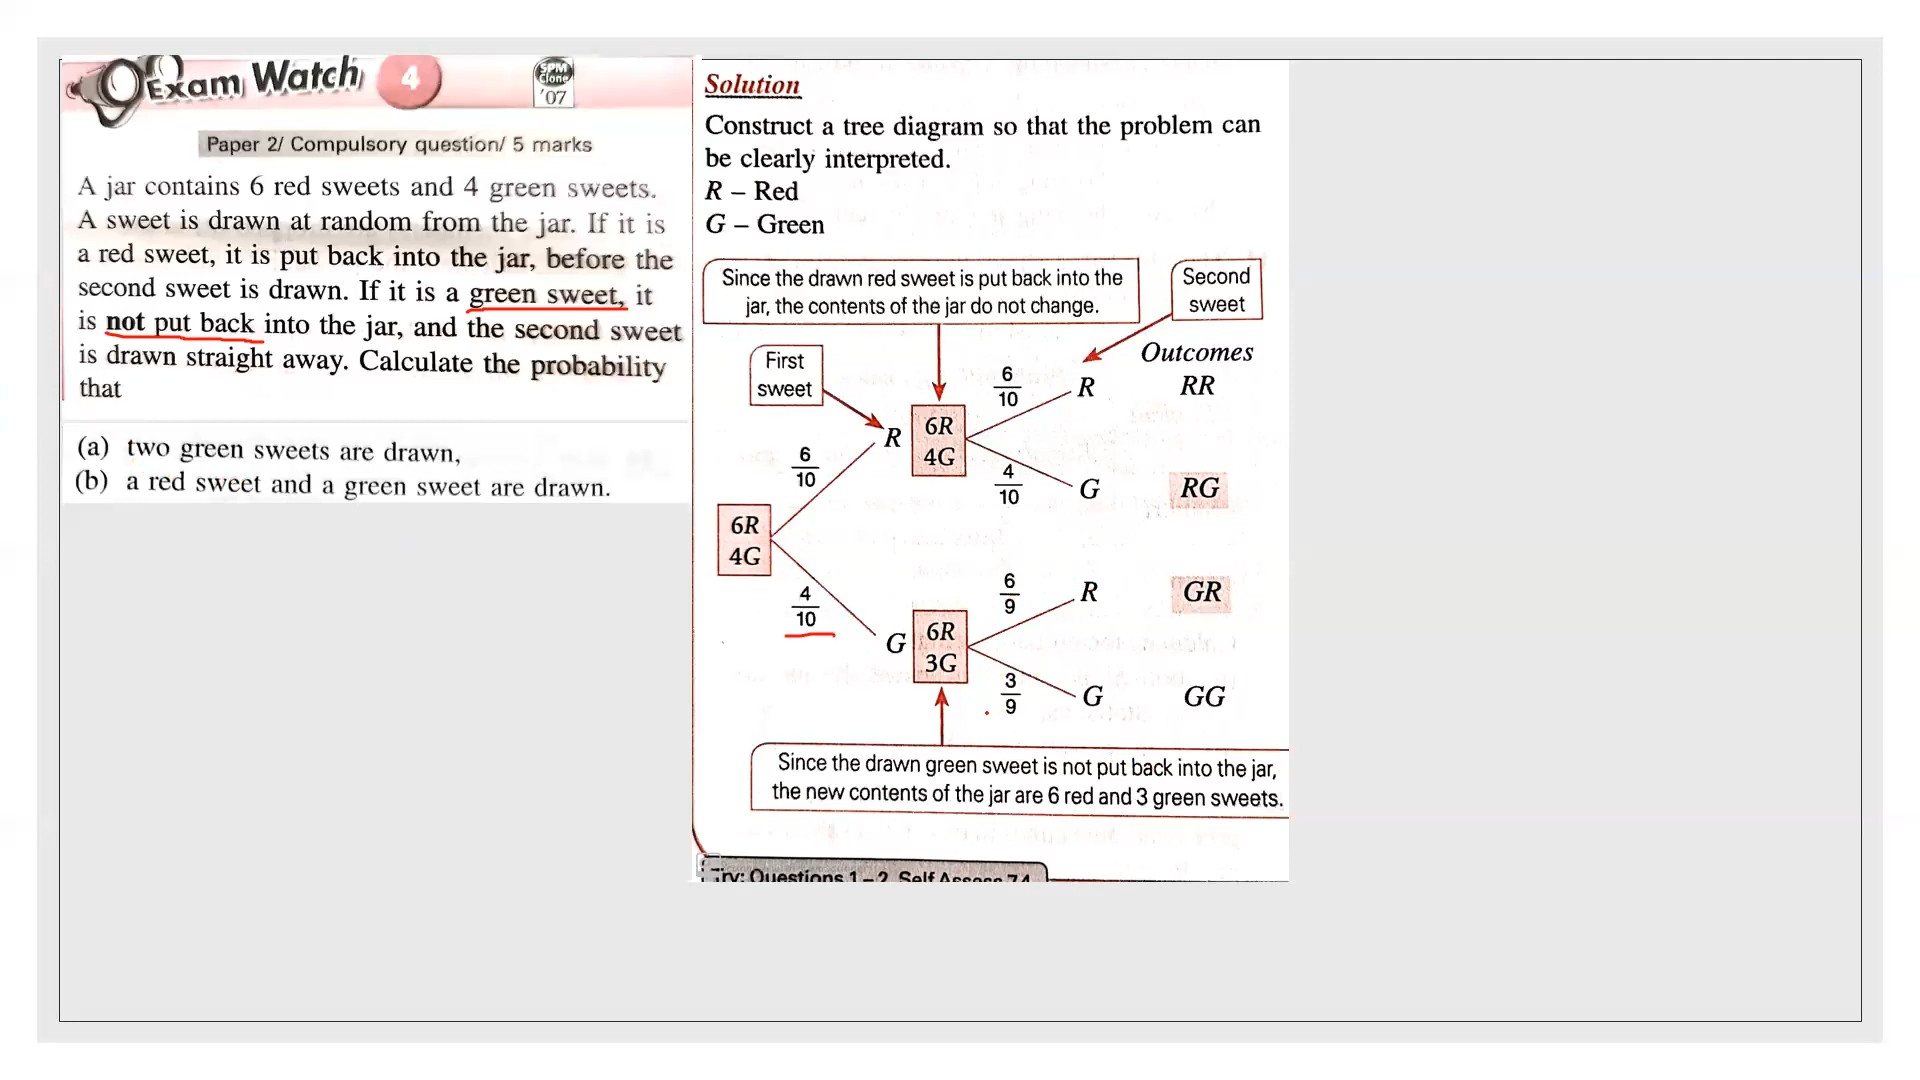 Exam Watch 4
SPM
Clone
'07
Paper 2/ Compulsory question/ 5 marks
A jar contains 6 red sweets and 4 green sweets.
A sweet is drawn at random from the jar. If it is
a red sweet, it is put back into the jar, before the
second sweet is drawn. If it is a green sweet, it
is not put back into the jar, and the second sweet
is drawn straight away. Calculate the probability
that
(a) two green sweets are drawn,
(b) a red sweet and a green sweet are drawn.
Solution
Construct a tree diagram so that the problem can
be clearly interpreted.
R – Red
G – Green
Since the drawn red sweet is put back into the
jar, the contents of the jar do not change.
Second
sweet
First
sweet
Outcomes
6/10
R
RR
R
6R
4G
6/10
4/10
G
RG
6R
4G
4/10
6/9
R
GR
G
6R
3G
3/9
G
GG
Since the drawn green sweet is not put back into the jar,
the new contents of the jar are 6 red and 3 green sweets.
Try: Questions 1 – 2, Self Assess 7.4